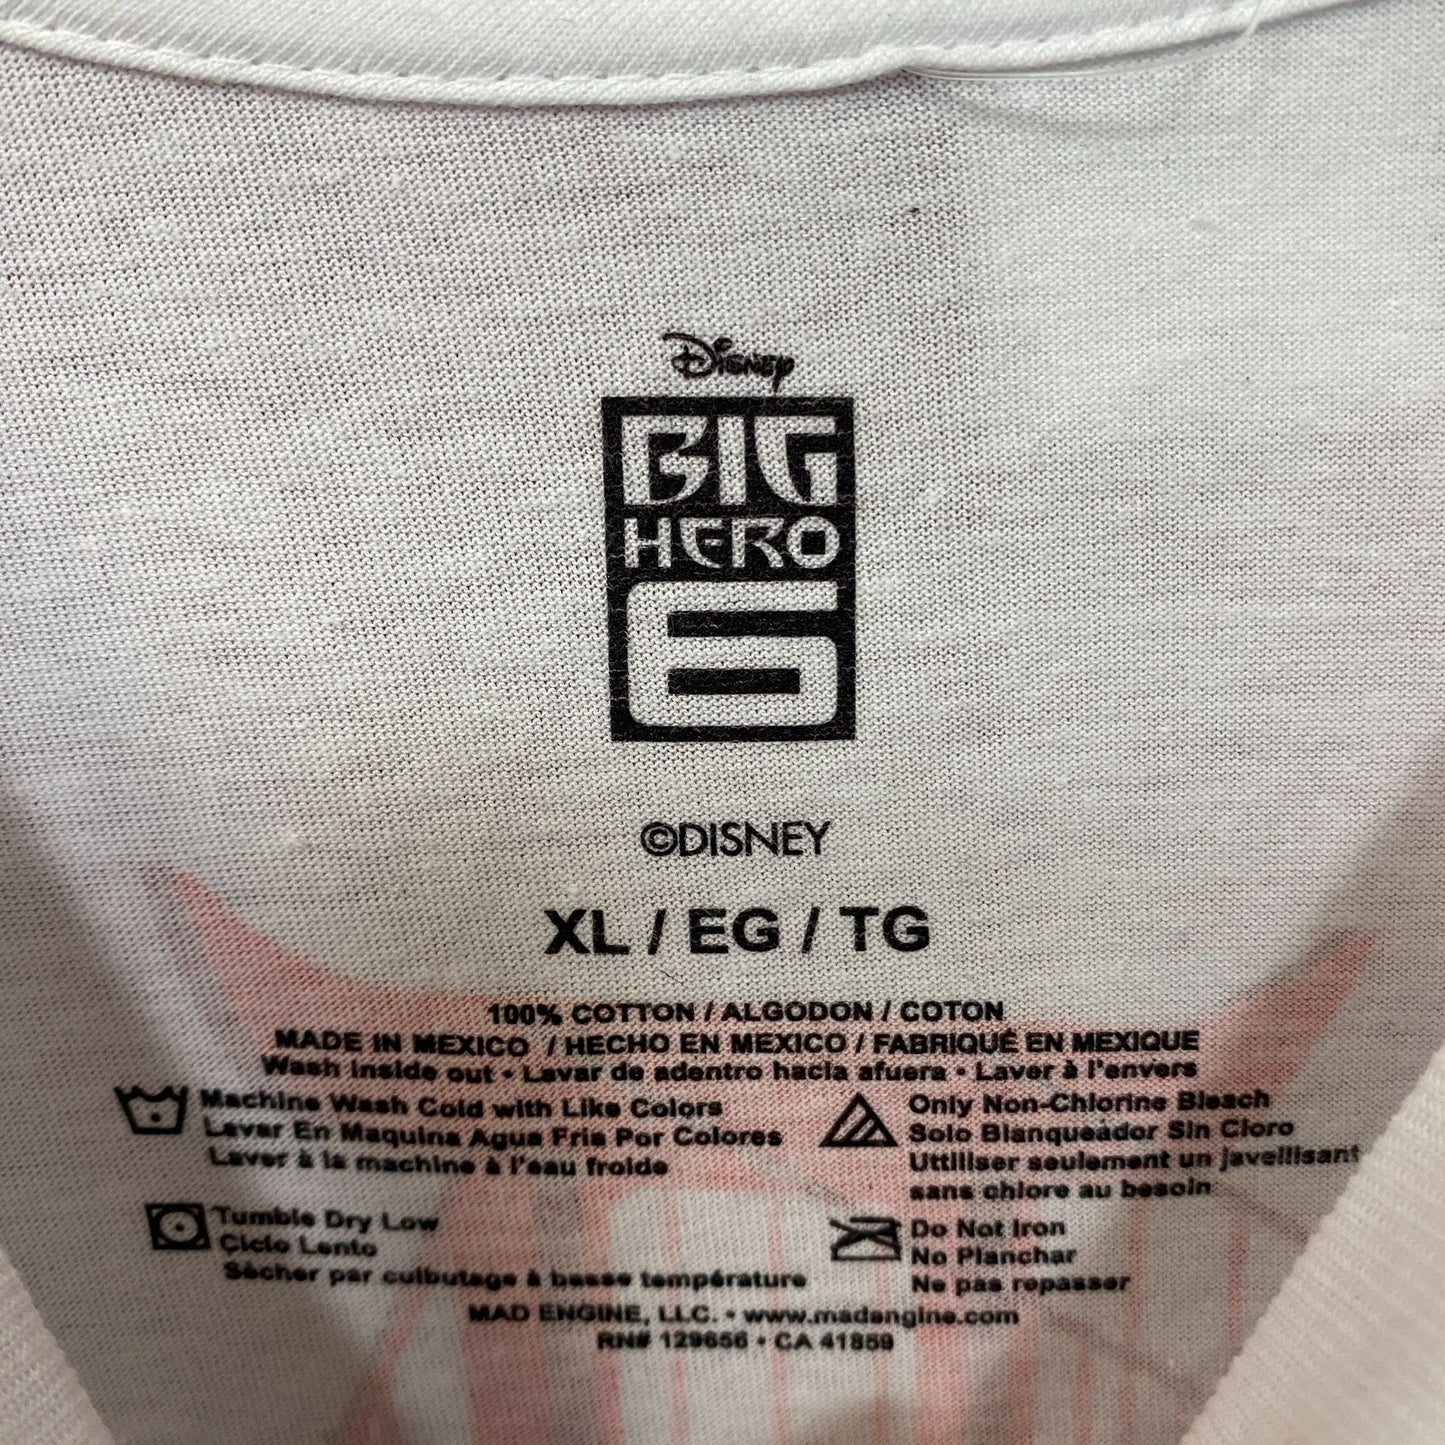 Disney
BIG
HERO
6
©DISNEY
XL / EG / TG
100% COTTON / ALGODON / COTON
MADE IN MEXICO / HECHO EN MEXICO / FABRIQUÉ EN MEXIQUE
Wash inside out • Lavar de adentro hacia afuera • Laver à l'envers
Machine Wash Cold with Like Colors
Lavar En Maquina Agua Fria Por Colores
Laver à la machine à l'eau froide
Only Non-Chlorine Bleach
Solo Blanqueador Sin Cloro
Uttiliser seulement un javellisant
sans chlore au besoin
Tumble Dry Low
Ciclo Lento
Sècher par culbutage à basse température
Do Not Iron
No Planchar
Ne pas repasser
MAD ENGINE, LLC. • www.madengine.com
RN# 129656 • CA 41859